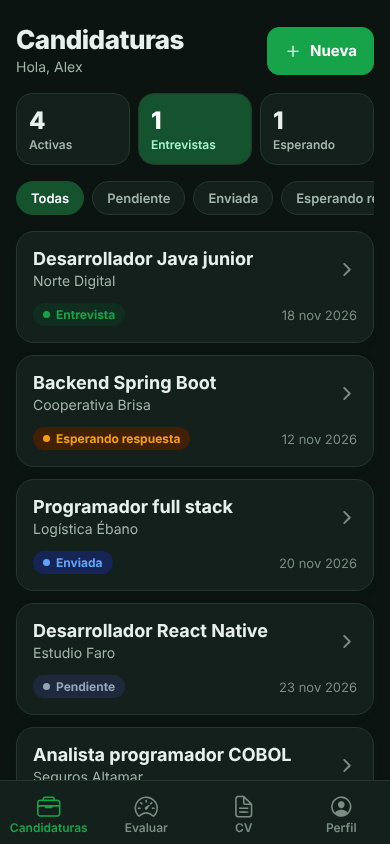 Candidaturas
Hola, Alex
Nueva
4
Activas
1
Entrevistas
1
Esperando
Todas
Pendiente
Enviada
Esperando
Desarrollador Java junior
Norte Digital
Entrevista
18 nov 2026
Backend Spring Boot
Cooperativa Brisa
Esperando respuesta
12 nov 2026
Programador full stack
Logística Ébano
Enviada
20 nov 2026
Desarrollador React Native
Estudio Faro
Pendiente
23 nov 2026
Analista programador COBOL
Seguros Altamar
Candidaturas
Evaluar
CV
Perfil